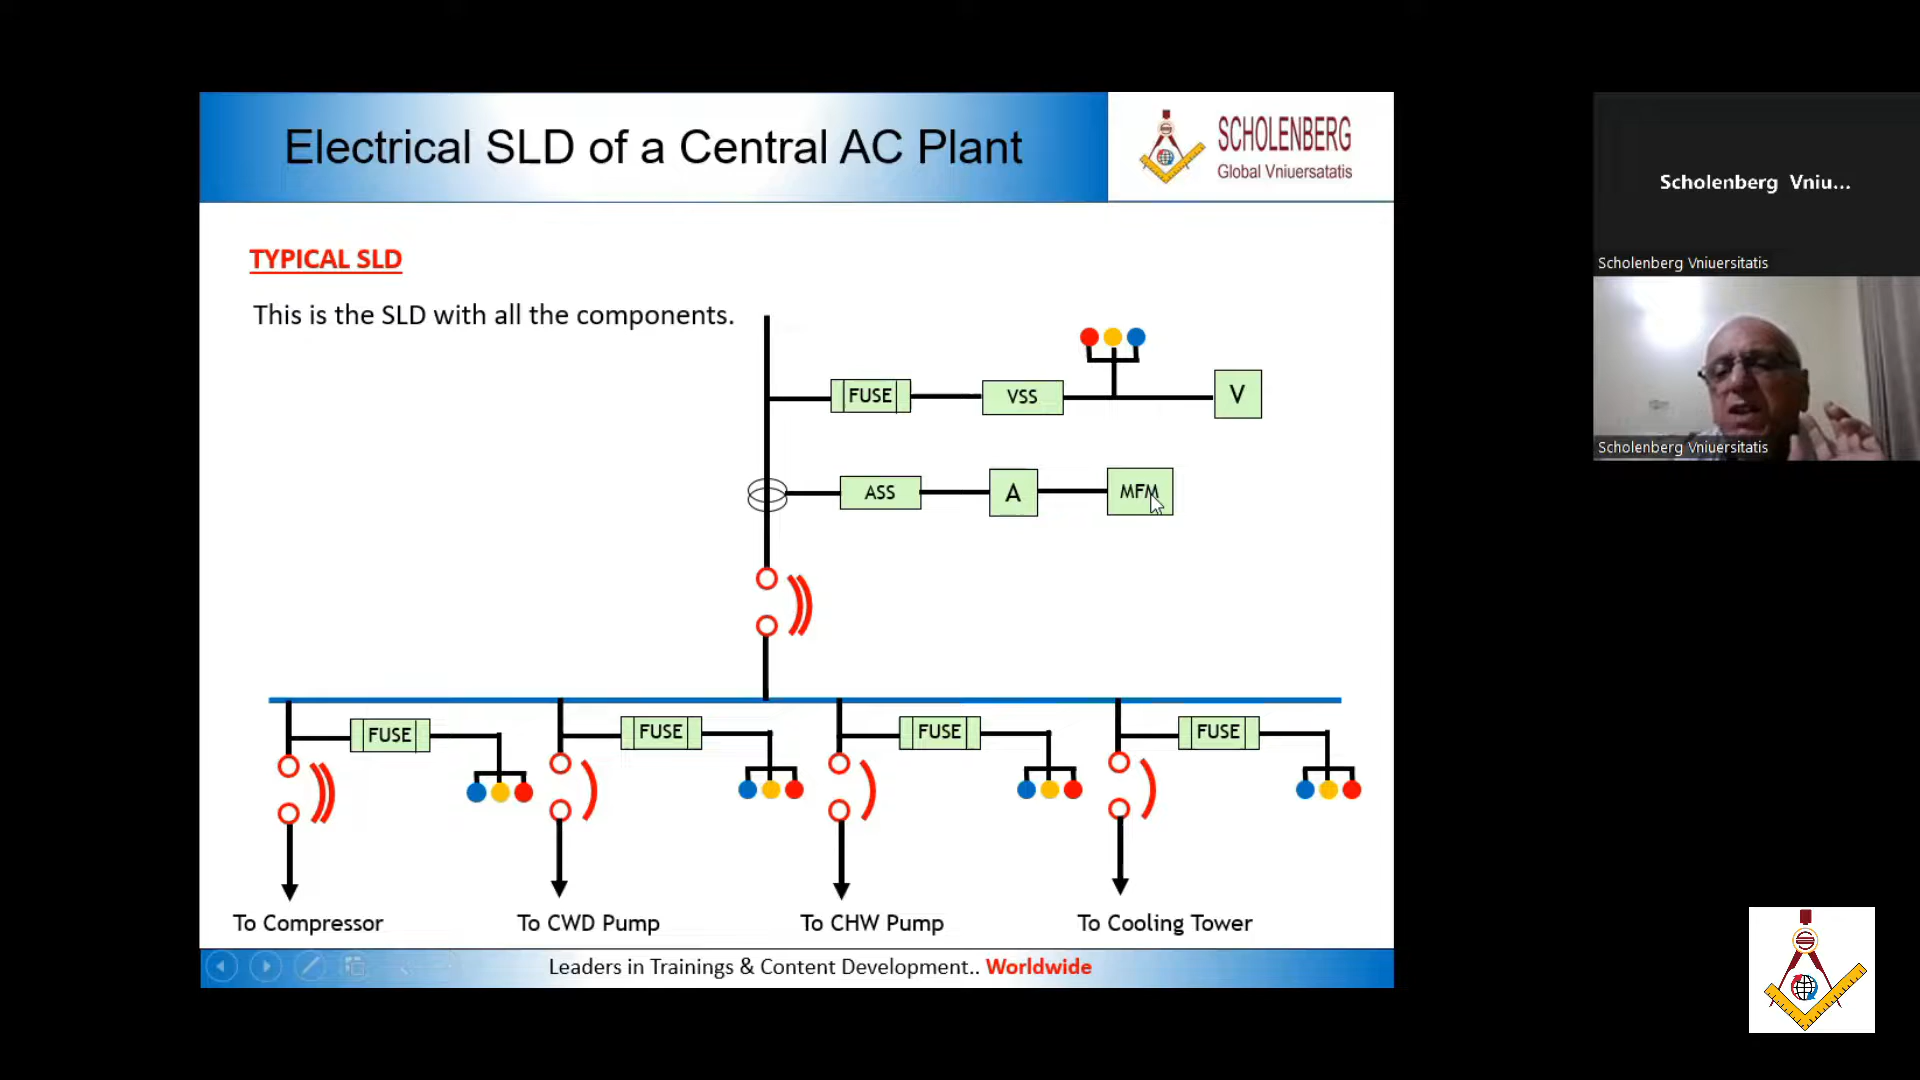 Electrical SLD of a Central AC Plant
SCHOLENBERG
Global Vniuersatatis
TYPICAL SLD
This is the SLD with all the components.
FUSE
VSS
V
ASS
A
MFM
FUSE
FUSE
FUSE
FUSE
To Compressor
To CWD Pump
To CHW Pump
To Cooling Tower
Leaders in Trainings & Content Development.. Worldwide
Scholenberg Vniu...
Scholenberg Vniuersitatis
Scholenberg Vniuersitatis